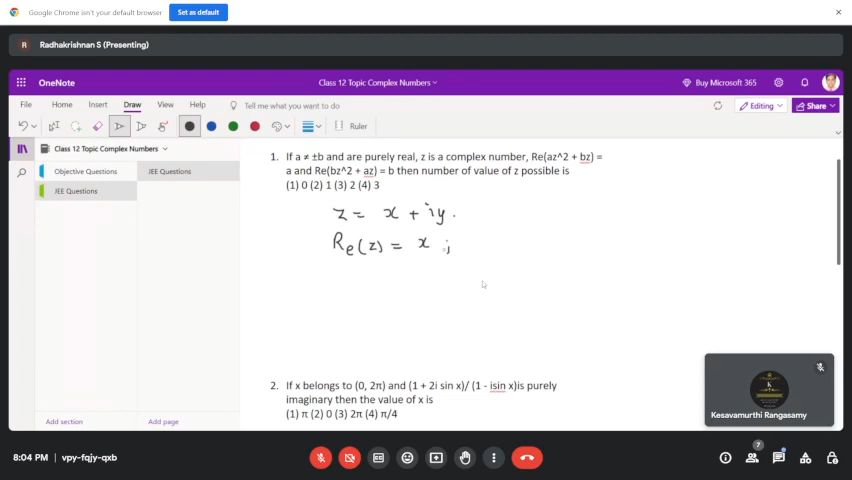 Google Chrome isn't your default browser Set as default
R Radhakrishnan S (Presenting)
OneNote Class 12 Topic Complex Numbers Buy Microsoft 365
File Home Insert Draw View Help Tell me what you want to do Editing Share
Ruler
Class 12 Topic Complex Numbers
Objective Questions JEE Questions
JEE Questions
1. If a ≠ ±b and are purely real, z is a complex number, Re(az^2 + bz) =
a and Re(bz^2 + az) = b then number of value of z possible is
(1) 0 (2) 1 (3) 2 (4) 3
z = x + iy.
Re(z) = x ;
2. If x belongs to (0, 2π) and (1 + 2i sin x)/ (1 - isin x)is purely
imaginary then the value of x is
(1) π (2) 0 (3) 2π (4) π/4
K
Kesavamurthi Rangasamy
Add section Add page
8:04 PM vpy-fqjy-qxb 7